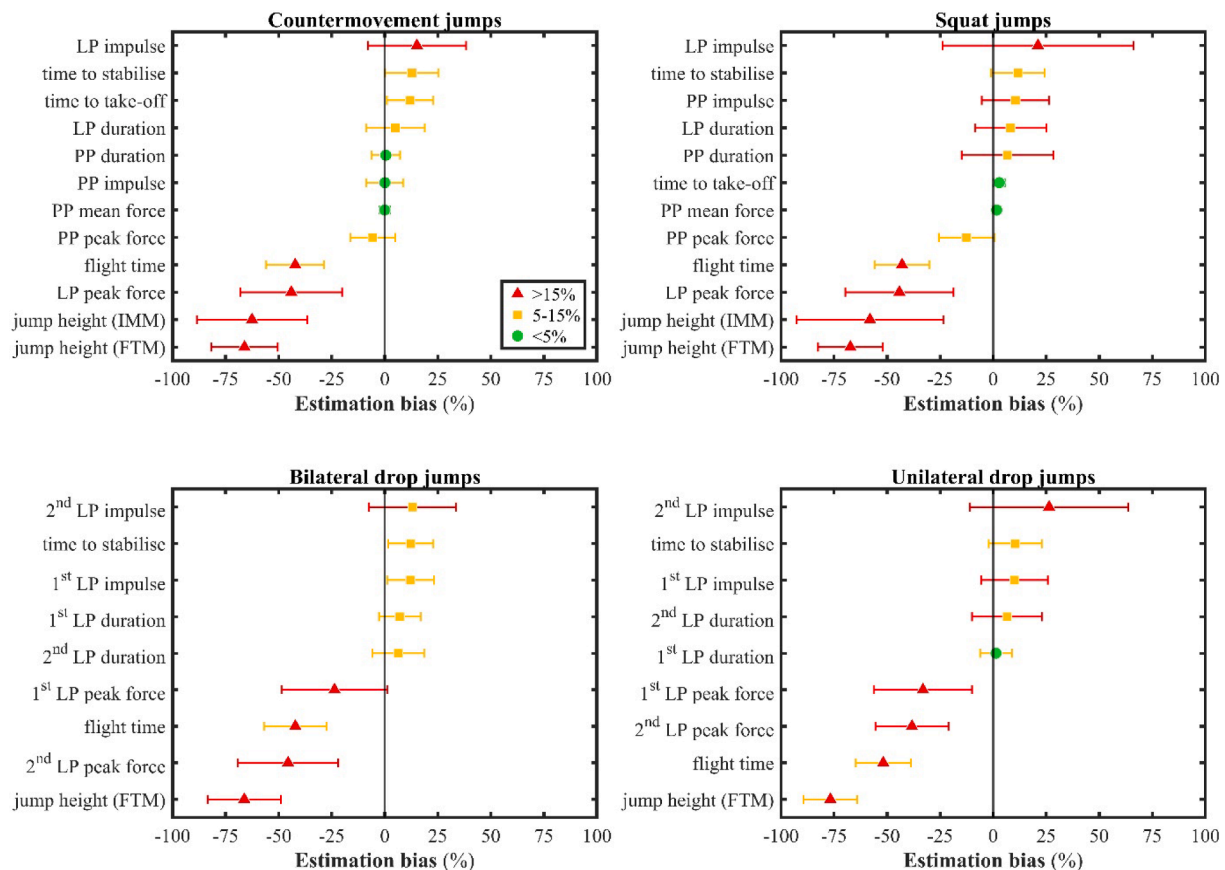 Countermovement jumps
LP impulse
time to stabilise
time to take-off
LP duration
PP duration
PP impulse
PP mean force
PP peak force
flight time
LP peak force
jump height (IMM)
jump height (FTM)
>15%
5-15%
<5%
-100 -75 -50 -25 0 25 50 75 100
Estimation bias (%)
Squat jumps
LP impulse
time to stabilise
PP impulse
LP duration
PP duration
time to take-off
PP mean force
PP peak force
flight time
LP peak force
jump height (IMM)
jump height (FTM)
-100 -75 -50 -25 0 25 50 75 100
Estimation bias (%)
Bilateral drop jumps
2nd LP impulse
time to stabilise
1st LP impulse
1st LP duration
2nd LP duration
1st LP peak force
flight time
2nd LP peak force
jump height (FTM)
-100 -75 -50 -25 0 25 50 75 100
Estimation bias (%)
Unilateral drop jumps
2nd LP impulse
time to stabilise
1st LP impulse
2nd LP duration
1st LP duration
1st LP peak force
2nd LP peak force
flight time
jump height (FTM)
-100 -75 -50 -25 0 25 50 75 100
Estimation bias (%)